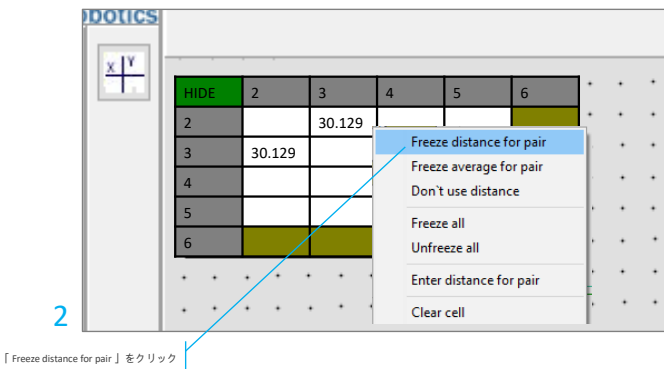 obotics
X Y
HIDE 2 3 4 5 6
2 30.129
3 30.129
4
5
6
Freeze distance for pair
Freeze average for pair
Don`t use distance
Freeze all
Unfreeze all
Enter distance for pair
Clear cell
2
「 Freeze distance for pair 」をクリック